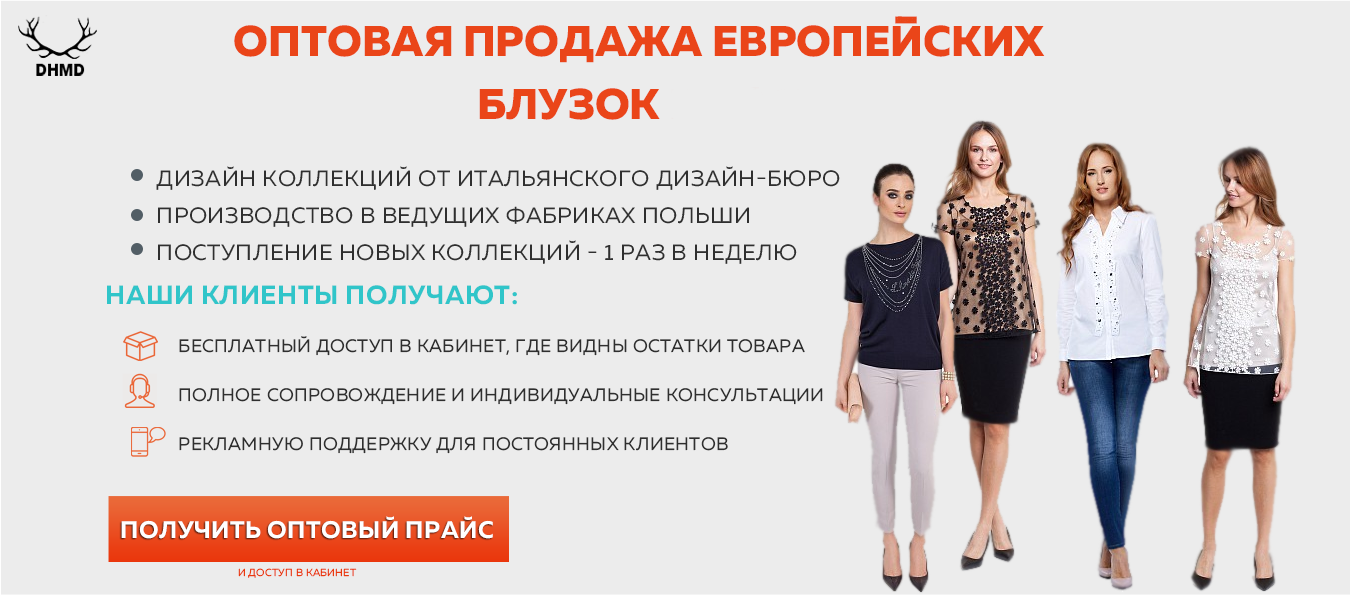 DHMD
ОПТОВАЯ ПРОДАЖА ЕВРОПЕЙСКИХ
БЛУЗОК
ДИЗАЙН КОЛЛЕКЦИЙ ОТ ИТАЛЬЯНСКОГО ДИЗАЙН-БЮРО
ПРОИЗВОДСТВО В ВЕДУЩИХ ФАБРИКАХ ПОЛЬШИ
ПОСТУПЛЕНИЕ НОВЫХ КОЛЛЕКЦИЙ - 1 РАЗ В НЕДЕЛЮ
НАШИ КЛИЕНТЫ ПОЛУЧАЮТ:
БЕСПЛАТНЫЙ ДОСТУП В КАБИНЕТ, ГДЕ ВИДНЫ ОСТАТКИ ТОВАРА
ПОЛНОЕ СОПРОВОЖДЕНИЕ И ИНДИВИДУАЛЬНЫЕ КОНСУЛЬТАЦИИ
РЕКЛАМНУЮ ПОДДЕРЖКУ ДЛЯ ПОСТОЯННЫХ КЛИЕНТОВ
ПОЛУЧИТЬ ОПТОВЫЙ ПРАЙС
И ДОСТУП В КАБИНЕТ